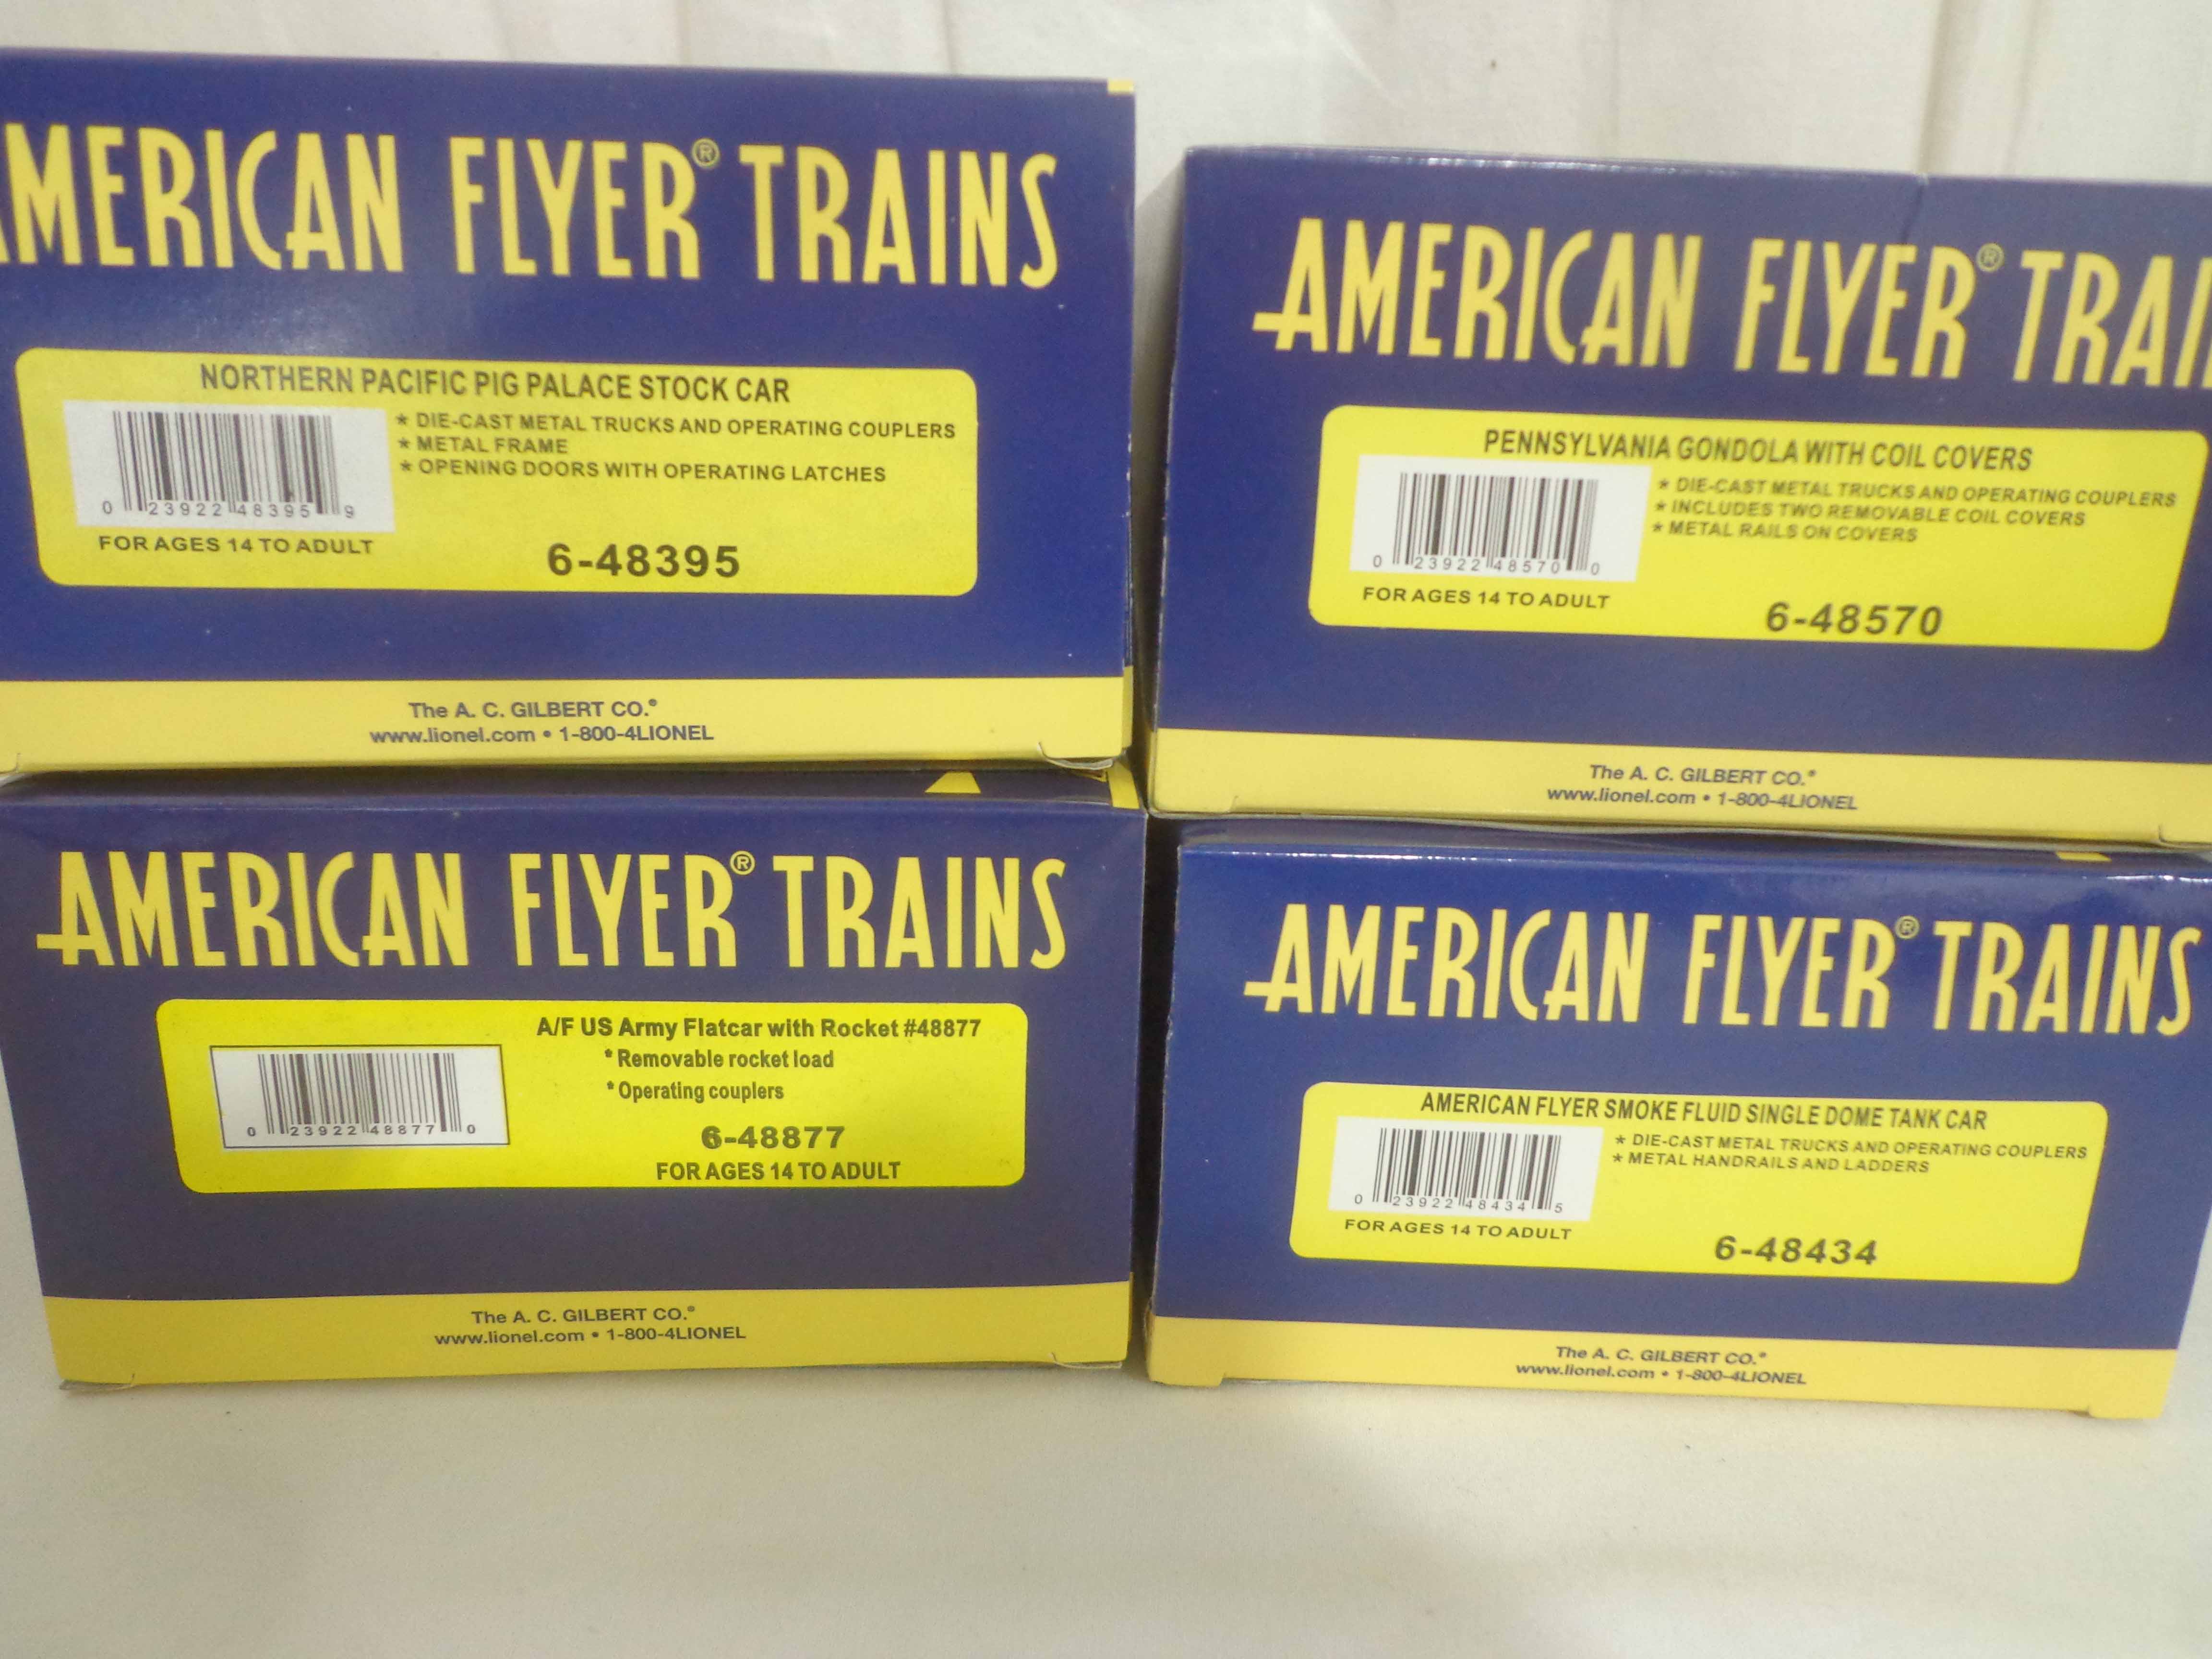 AMERICAN FLYER® TRAINS
NORTHERN PACIFIC PIG PALACE STOCK CAR
* DIE-CAST METAL TRUCKS AND OPERATING COUPLERS
* METAL FRAME
* OPENING DOORS WITH OPERATING LATCHES
0 23922 48395 9
FOR AGES 14 TO ADULT
6-48395
The A. C. GILBERT CO.®
www.lionel.com • 1-800-4LIONEL
AMERICAN FLYER® TRAI
PENNSYLVANIA GONDOLA WITH COIL COVERS
* DIE-CAST METAL TRUCKS AND OPERATING COUPLERS
* INCLUDES TWO REMOVABLE COIL COVERS
* METAL RAILS ON COVERS
0 23922 48570 0
FOR AGES 14 TO ADULT
6-48570
The A. C. GILBERT CO.®
www.lionel.com • 1-800-4LIONEL
AMERICAN FLYER® TRAINS
A/F US Army Flatcar with Rocket #48877
* Removable rocket load
* Operating couplers
0 23922 48877 0
6-48877
FOR AGES 14 TO ADULT
The A. C. GILBERT CO.®
www.lionel.com • 1-800-4LIONEL
AMERICAN FLYER® TRAINS
AMERICAN FLYER SMOKE FLUID SINGLE DOME TANK CAR
* DIE-CAST METAL TRUCKS AND OPERATING COUPLERS
* METAL HANDRAILS AND LADDERS
0 23922 48434 5
FOR AGES 14 TO ADULT
6-48434
The A. C. GILBERT CO.®
www.lionel.com • 1-800-4LIONEL